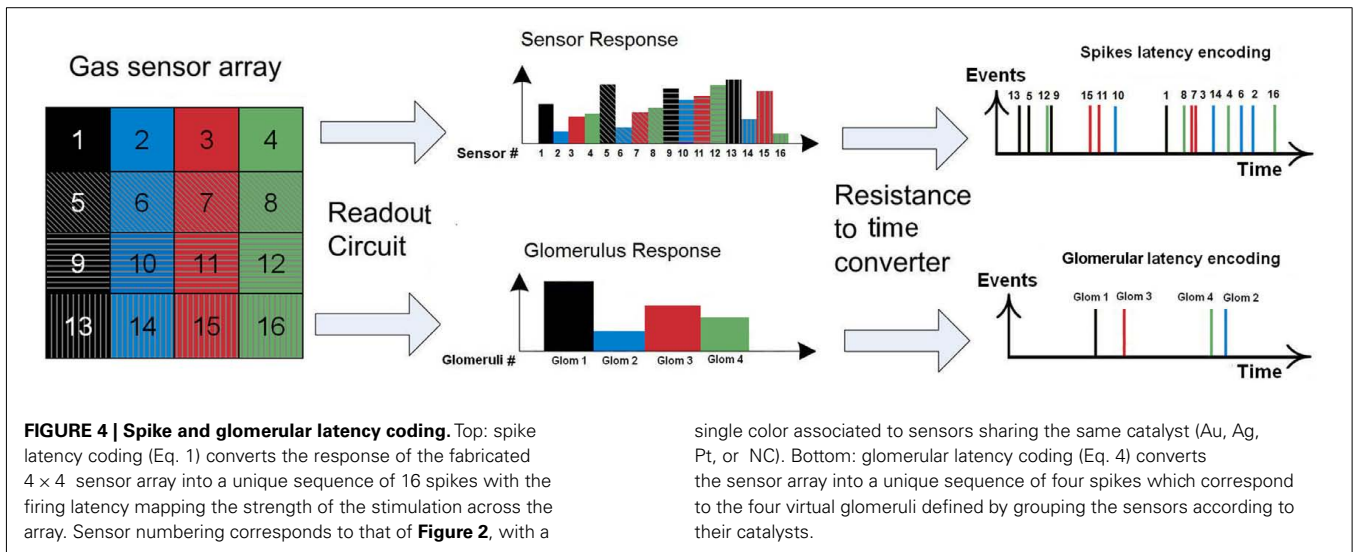 Gas sensor array
1 2 3 4
5 6 7 8
9 10 11 12
13 14 15 16
Readout
Circuit
Sensor Response
Sensor #
1 2 3 4 5 6 7 8 9 10 11 12 13 14 15 16
Glomerulus Response
Glomeruli #
Glom 1 Glom 2 Glom 3 Glom 4
Resistance
to time
converter
Spikes latency encoding
Events
13 5 12 9 15 11 10 1 8 7 3 14 4 6 2 16
Time
Glomerular latency encoding
Events
Glom 1 Glom 3 Glom 4 Glom 2
Time
FIGURE 4 | Spike and glomerular latency coding. Top: spike
latency coding (Eq. 1) converts the response of the fabricated
4 × 4 sensor array into a unique sequence of 16 spikes with the
firing latency mapping the strength of the stimulation across the
array. Sensor numbering corresponds to that of Figure 2, with a
single color associated to sensors sharing the same catalyst (Au, Ag,
Pt, or NC). Bottom: glomerular latency coding (Eq. 4) converts
the sensor array into a unique sequence of four spikes which correspond
to the four virtual glomeruli defined by grouping the sensors according to
their catalysts.